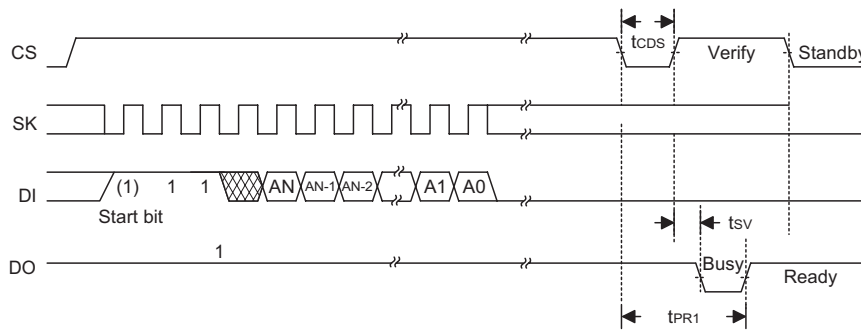 CS tCDS Verify Standby
SK
DI (1) 1 1 AN AN-1 AN-2 A1 A0
Start bit
tSV
1
DO Busy Ready
tPR1